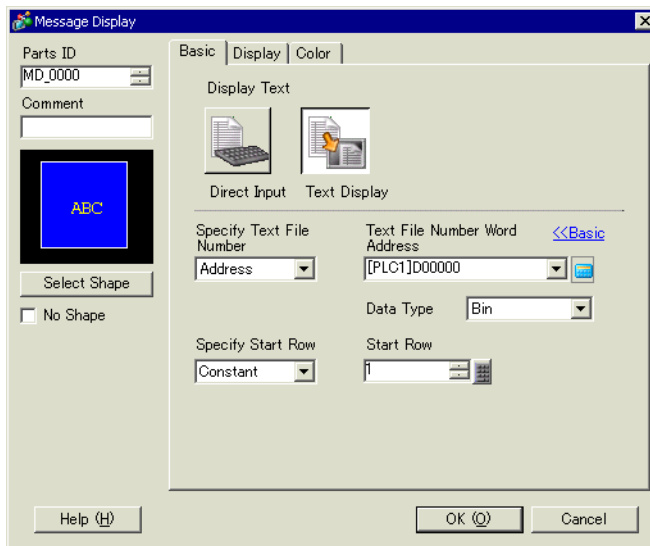 Message Display
Parts ID
MD_0000
Comment
ABC
Select Shape
No Shape
Basic
Display
Color
Display Text
Direct Input
Text Display
Specify Text File
Number
Address
Text File Number Word
Address
<<Basic
[PLC1]D00000
Data Type
Bin
Specify Start Row
Constant
Start Row
1
Help (H)
OK (O)
Cancel